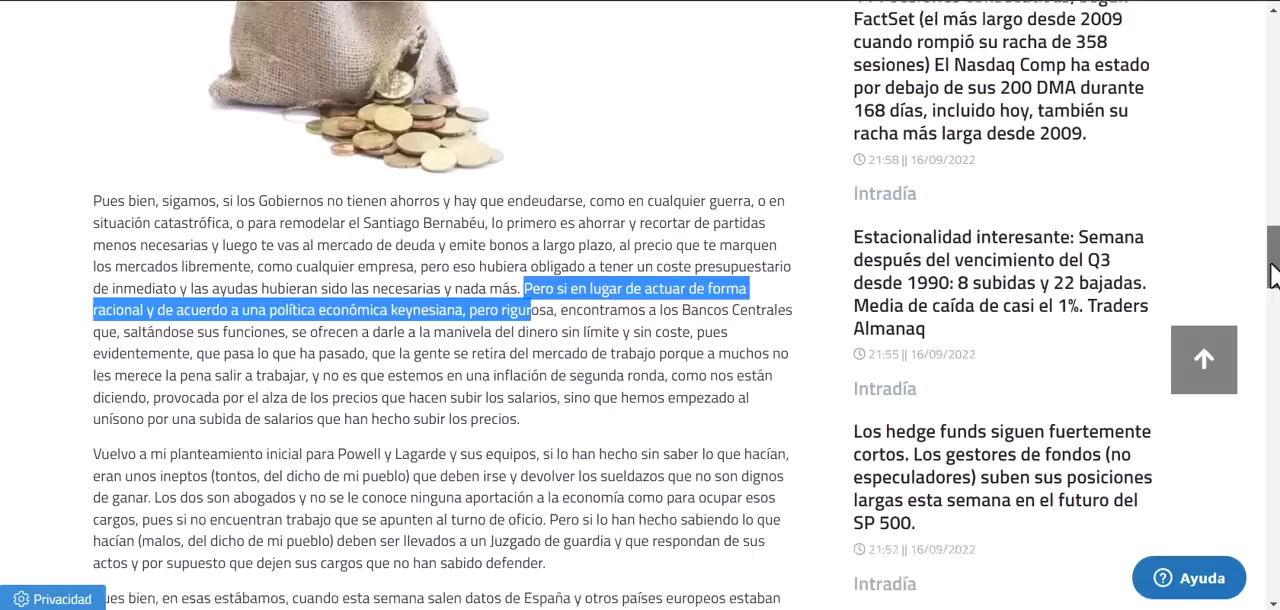 Pues bien, sigamos, si los Gobiernos no tienen ahorros y hay que endeudarse, como en cualquier guerra, o en
situación catastrófica, o para remodelar el Santiago Bernabéu, lo primero es ahorrar y recortar de partidas
menos necesarias y luego te vas al mercado de deuda y emite bonos a largo plazo, al precio que te marquen
los mercados libremente, como cualquier empresa, pero eso hubiera obligado a tener un coste presupuestario
de inmediato y las ayudas hubieran sido las necesarias y nada más. Pero si en lugar de actuar de forma
racional y de acuerdo a una política económica keynesiana, pero rigurosa, encontramos a los Bancos Centrales
que, saltándose sus funciones, se ofrecen a darle a la manivela del dinero sin límite y sin coste, pues
evidentemente, que pasa lo que ha pasado, que la gente se retira del mercado de trabajo porque a muchos no
les merece la pena salir a trabajar, y no es que estemos en una inflación de segunda ronda, como nos están
diciendo, provocada por el alza de los precios que hacen subir los salarios, sino que hemos empezado al
unísono por una subida de salarios que han hecho subir los precios.
Vuelvo a mi planteamiento inicial para Powell y Lagarde y sus equipos, si lo han hecho sin saber lo que hacían,
eran unos ineptos (tontos, del dicho de mi pueblo) que deben irse y devolver los sueldazos que no son dignos
de ganar. Los dos son abogados y no se le conoce ninguna aportación a la economía como para ocupar esos
cargos, pues si no encuentran trabajo que se apunten al turno de oficio. Pero si lo han hecho sabiendo lo que
hacían (malos, del dicho de mi pueblo) deben ser llevados a un Juzgado de guardia y que respondan de sus
actos y por supuesto que dejen sus cargos que no han sabido defender.
ues bien, en esas estábamos, cuando esta semana salen datos de España y otros países europeos estaban
Privacidad
FactSet (el más largo desde 2009
cuando rompió su racha de 358
sesiones) El Nasdaq Comp ha estado
por debajo de sus 200 DMA durante
168 días, incluido hoy, también su
racha más larga desde 2009.
21:58 || 16/09/2022
Intradía
Estacionalidad interesante: Semana
después del vencimiento del Q3
desde 1990: 8 subidas y 22 bajadas.
Media de caída de casi el 1%. Traders
Almanaq
21:55 || 16/09/2022
Intradía
Los hedge funds siguen fuertemente
cortos. Los gestores de fondos (no
especuladores) suben sus posiciones
largas esta semana en el futuro del
SP 500.
21:52 || 16/09/2022
Intradía
Ayuda